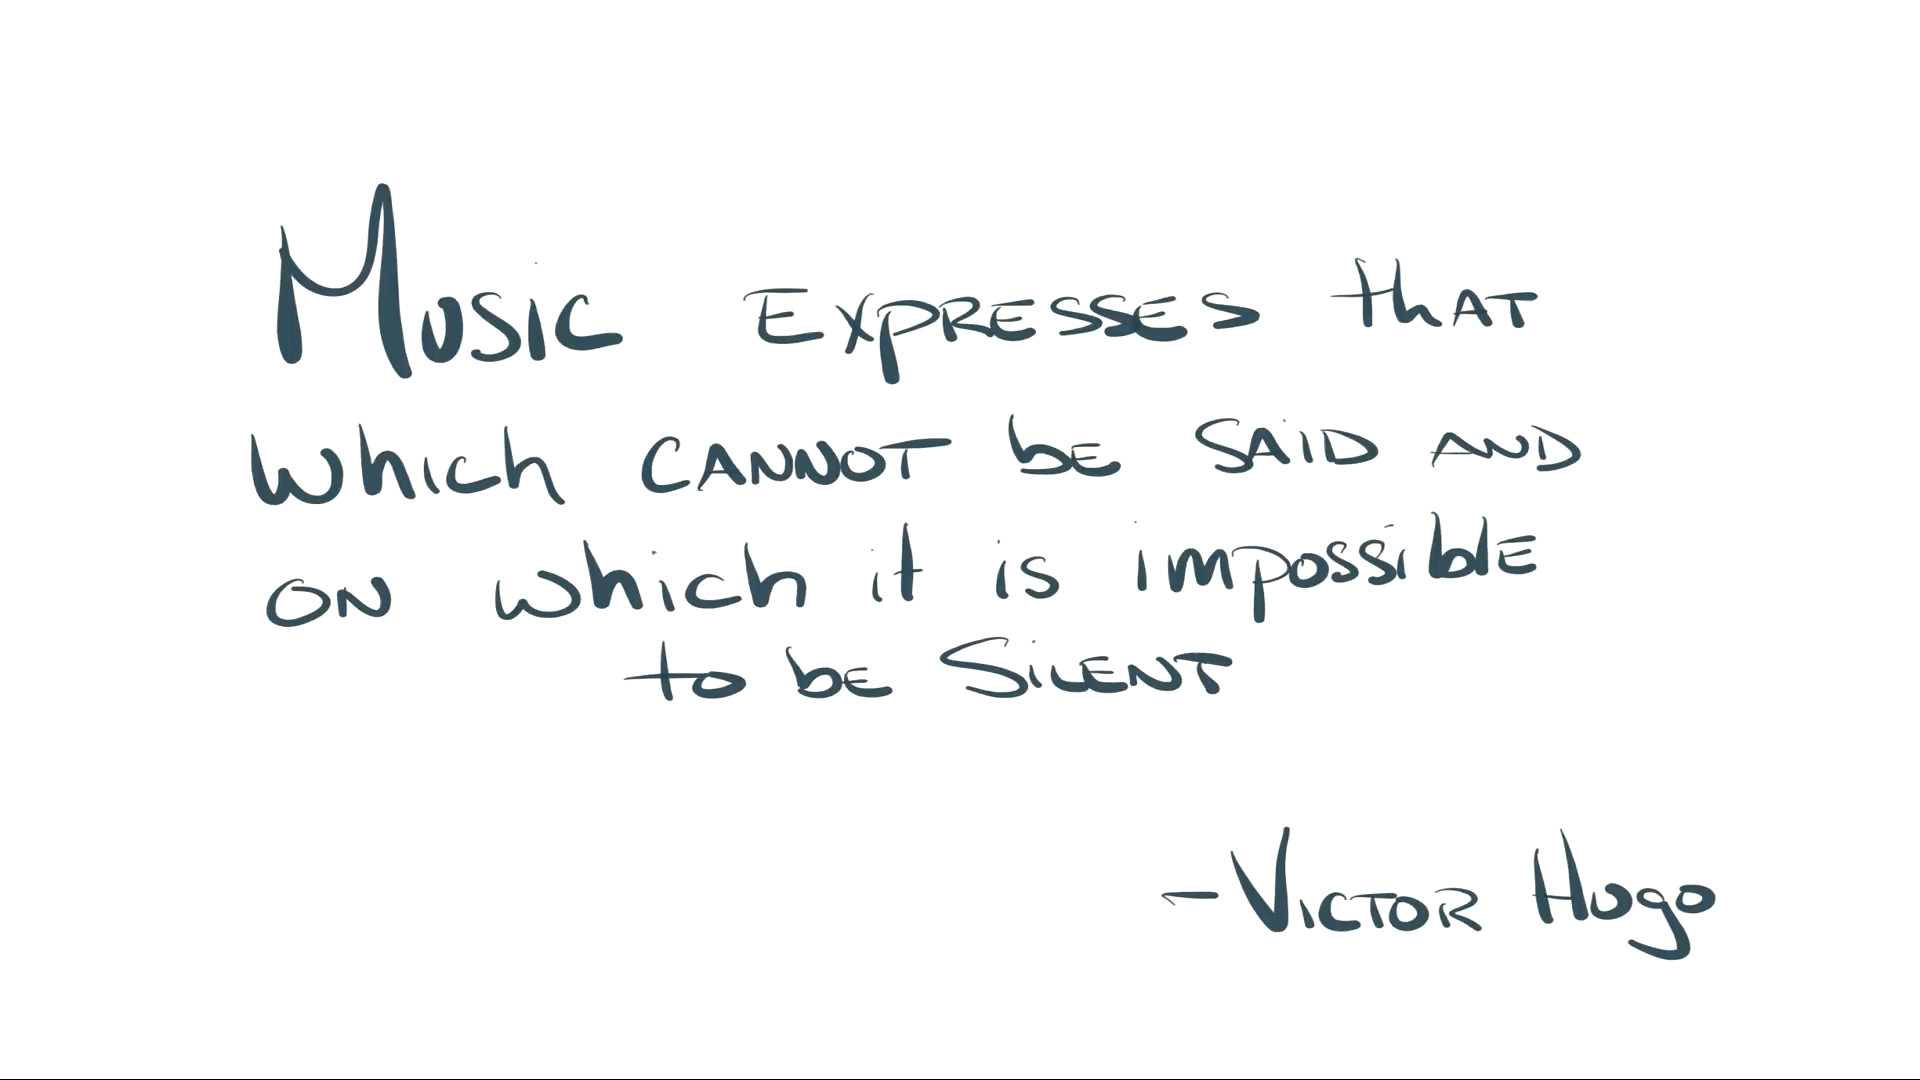 Music Expresses that
which cannot be said and
on which it is impossible
to be Silent
- Victor Hugo